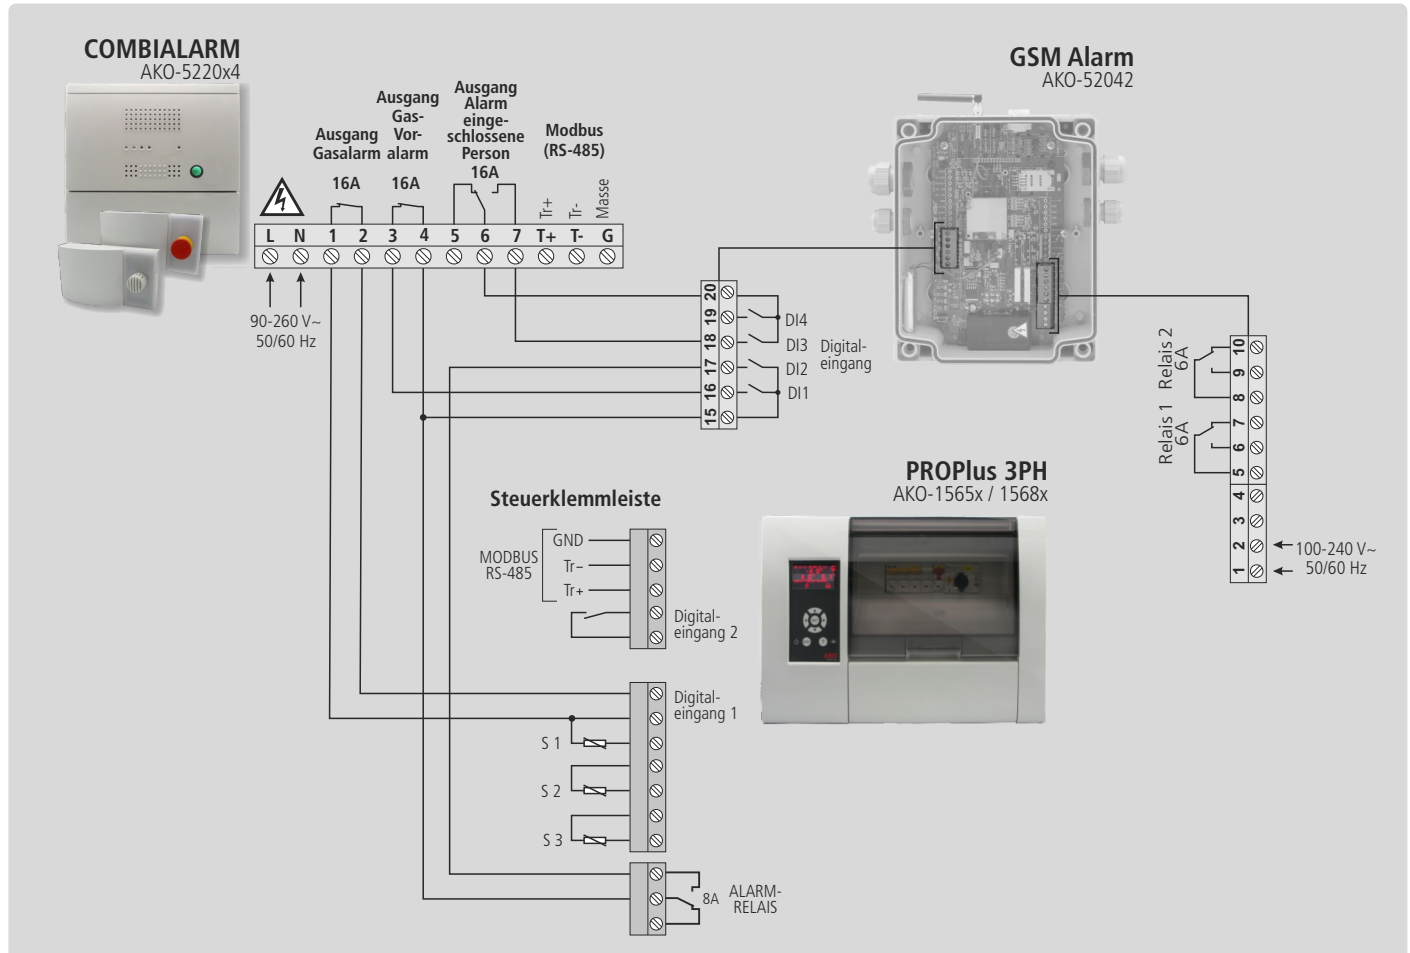 COMBIALARM
AKO-5220x4
GSM Alarm
AKO-52042
Ausgang
Gasalarm
16A
Ausgang
Gas-
Vor-
alarm
16A
Ausgang
Alarm
einge-
schlossene
Person
16A
Modbus
(RS-485)
Tr+
Tr-
Masse
L N 1 2 3 4 5 6 7 T+ T- G
90-260 V~
50/60 Hz
20
19
18
17
16
15
DI4
DI3
DI2
DI1
Digital-
eingang
Relais 2
6A
Relais 1
6A
10
9
8
7
6
5
4
3
2
1
100-240 V~
50/60 Hz
PROPlus 3PH
AKO-1565x / 1568x
Steuerklemmleiste
MODBUS
RS-485
GND
Tr–
Tr+
Digital-
eingang 2
Digital-
eingang 1
S 1
S 2
S 3
8A
ALARM-
RELAIS